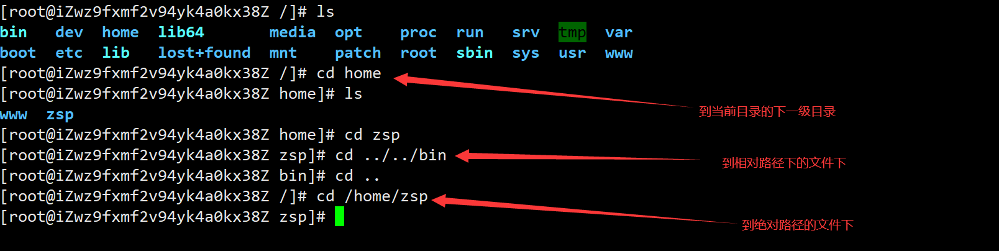 [root@iZwz9fxmf2v94yk4a0kx38Z /]# ls
bin dev home lib64 media opt proc run srv tmp var
boot etc lib lost+found mnt patch root sbin sys usr www
[root@iZwz9fxmf2v94yk4a0kx38Z /]# cd home
[root@iZwz9fxmf2v94yk4a0kx38Z home]# ls
到当前目录的下一级目录
www zsp
[root@iZwz9fxmf2v94yk4a0kx38Z home]# cd zsp
[root@iZwz9fxmf2v94yk4a0kx38Z zsp]# cd ../../bin
到相对路径下的文件下
[root@iZwz9fxmf2v94yk4a0kx38Z bin]# cd ..
[root@iZwz9fxmf2v94yk4a0kx38Z /]# cd /home/zsp
[root@iZwz9fxmf2v94yk4a0kx38Z zsp]#
到绝对路径的文件下